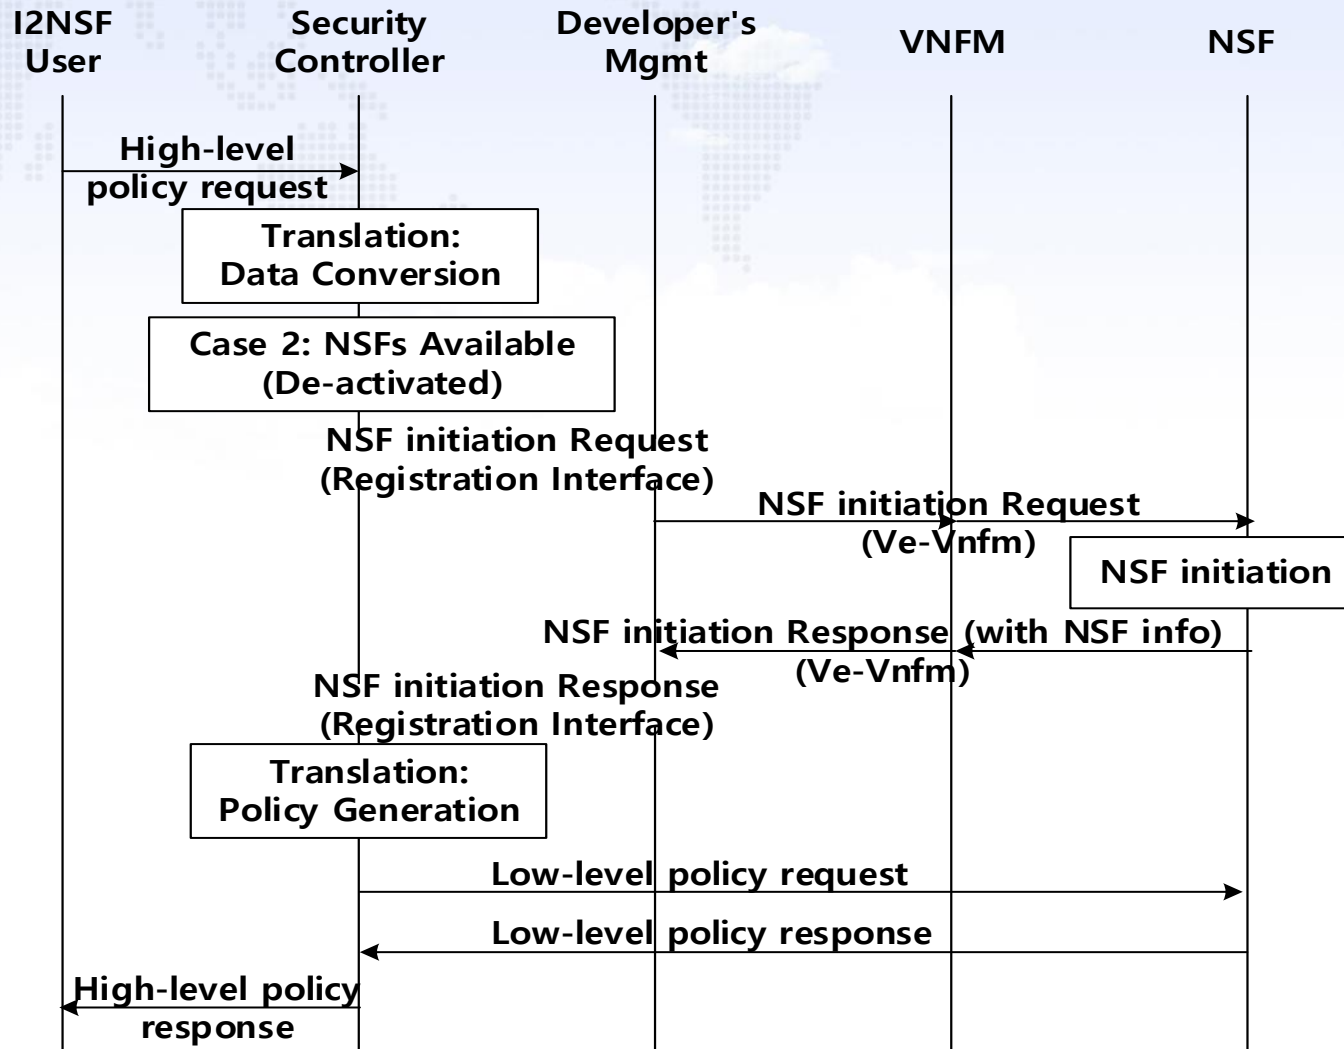 I2NSF
User
Security
Controller
Developer's
Mgmt
VNFM
NSF
High-level
policy request
Translation:
Data Conversion
Case 2: NSFs Available
(De-activated)
NSF initiation Request
(Registration Interface)
NSF initiation Request
(Ve-Vnfm)
NSF initiation
NSF initiation Response (with NSF info)
(Ve-Vnfm)
NSF initiation Response
(Registration Interface)
Translation:
Policy Generation
Low-level policy request
Low-level policy response
High-level policy
response